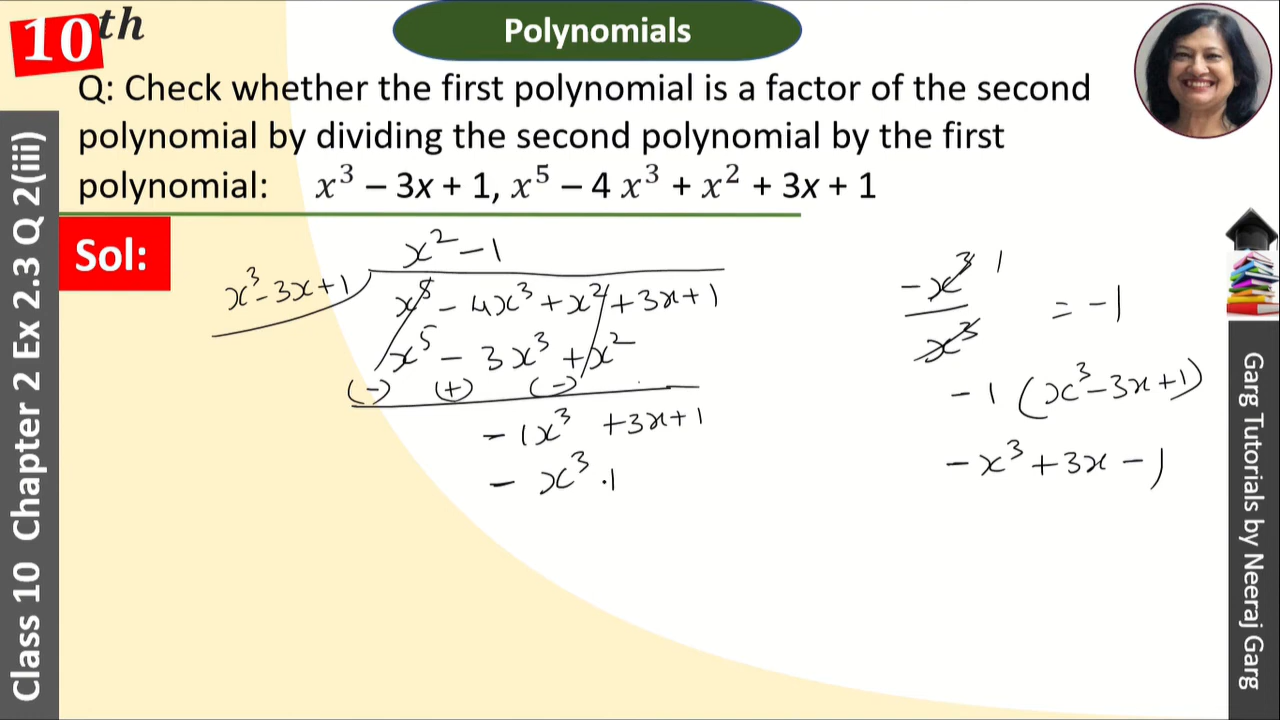 10th
Polynomials
Q: Check whether the first polynomial is a factor of the second
polynomial by dividing the second polynomial by the first
polynomial: x³ – 3x + 1, x⁵ – 4 x³ + x² + 3x + 1
Class 10 Chapter 2 Ex 2.3 Q 2(iii)
Sol:
x² – 1
x³ – 3x + 1
x⁵ – 4x³ + x² + 3x + 1
x⁵ – 3x³ + x²
(–) (+) (–)
– 1x³ + 3x + 1
– x³
–x³ 1
x³
= –1
– 1 (x³ – 3x + 1)
– x³ + 3x – 1
Garg Tutorials by Neeraj Garg